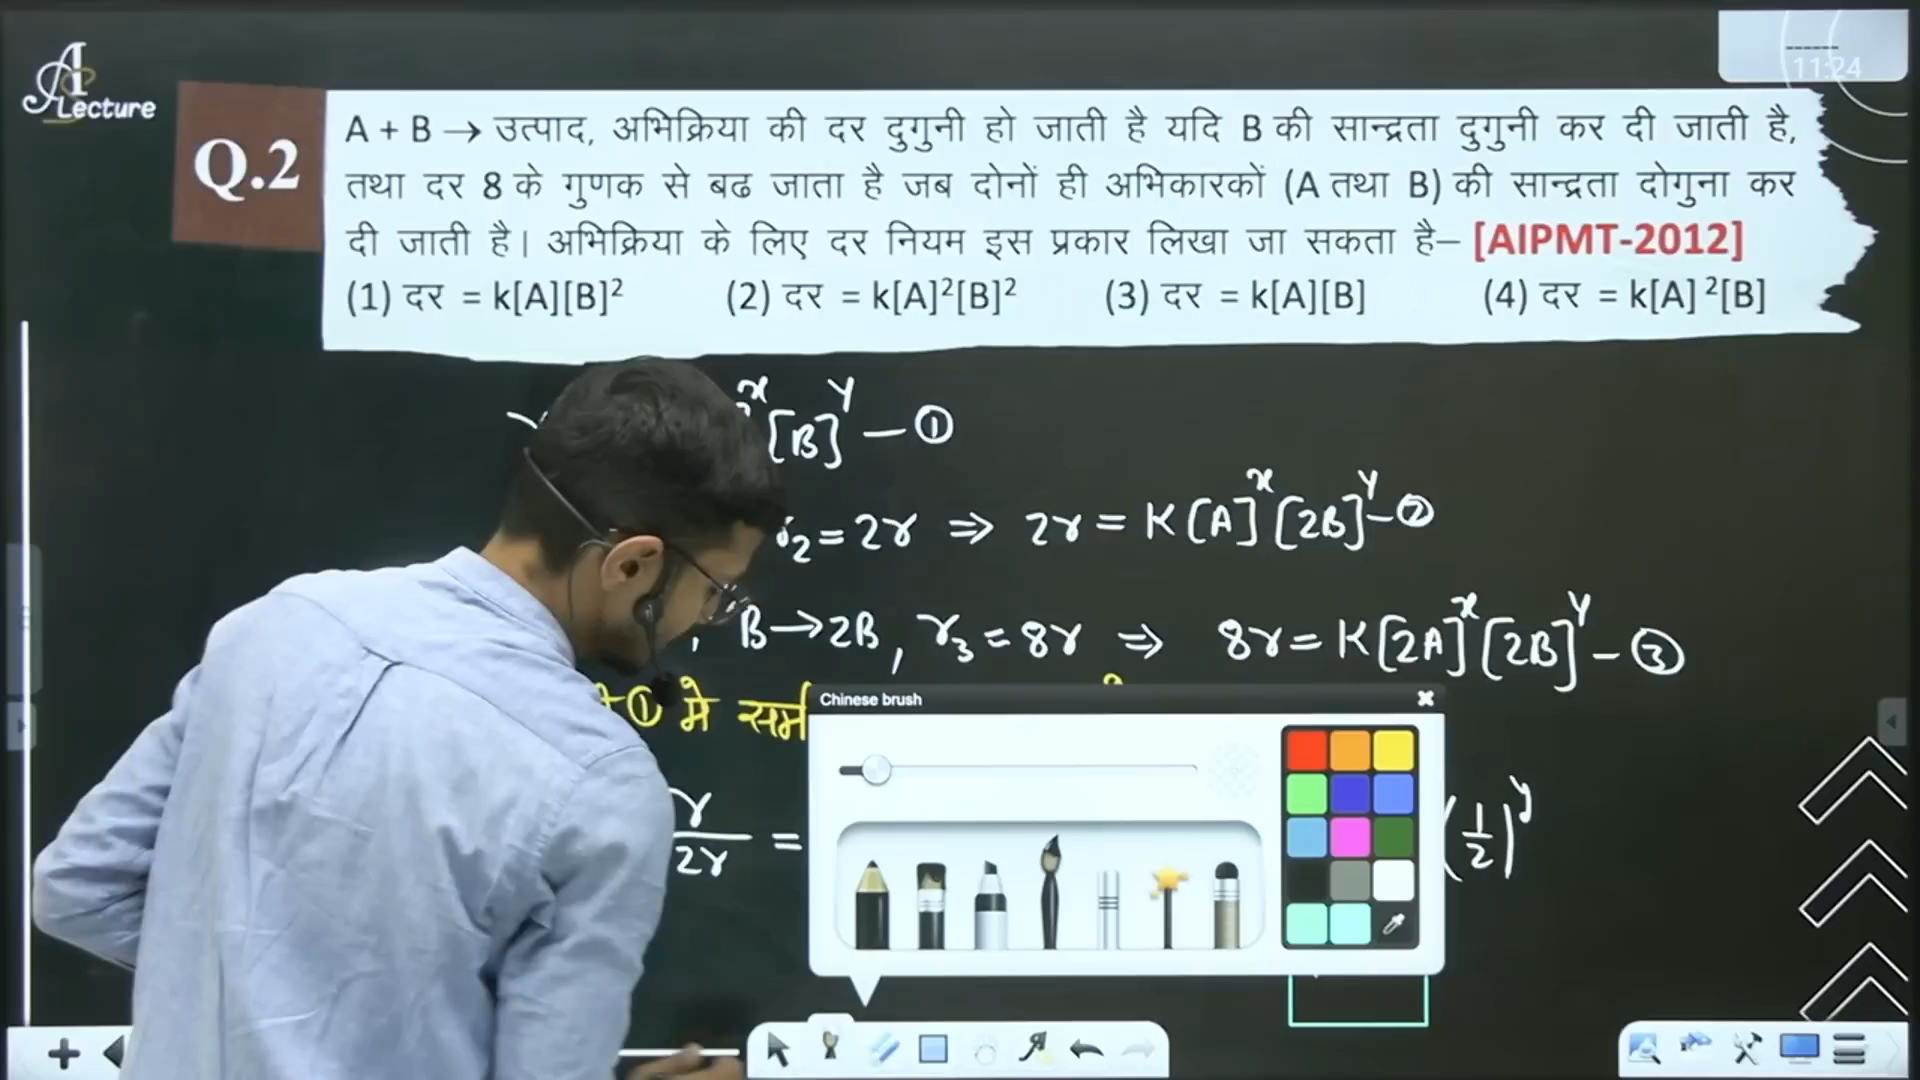 AS Lecture
11:24
Q.2
A + B → उत्पाद, अभिक्रिया की दर दुगुनी हो जाती है यदि B की सान्द्रता दुगुनी कर दी जाती है,
तथा दर 8 के गुणक से बढ जाता है जब दोनों ही अभिकारकों (A तथा B) की सान्द्रता दोगुना कर
दी जाती है। अभिक्रिया के लिए दर नियम इस प्रकार लिखा जा सकता है– [AIPMT-2012]
(1) दर = k[A][B]² (2) दर = k[A]²[B]² (3) दर = k[A][B] (4) दर = k[A]²[B]
x [B]^y – ①
r₂ = 2r ⇒ 2r = K[A]^x [2B]^y – ②
, B→2B, r₃ = 8r ⇒ 8r = K[2A]^x [2B]^y – ③
① मे
Chinese brush
r/2r = (1/2)^y